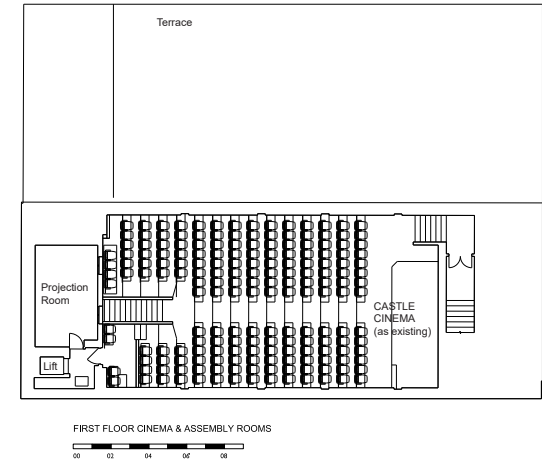 Terrace
Projection
Room
CASTLE
CINEMA
(as existing)
Lift
FIRST FLOOR CINEMA & ASSEMBLY ROOMS
00 02 04 06' 08